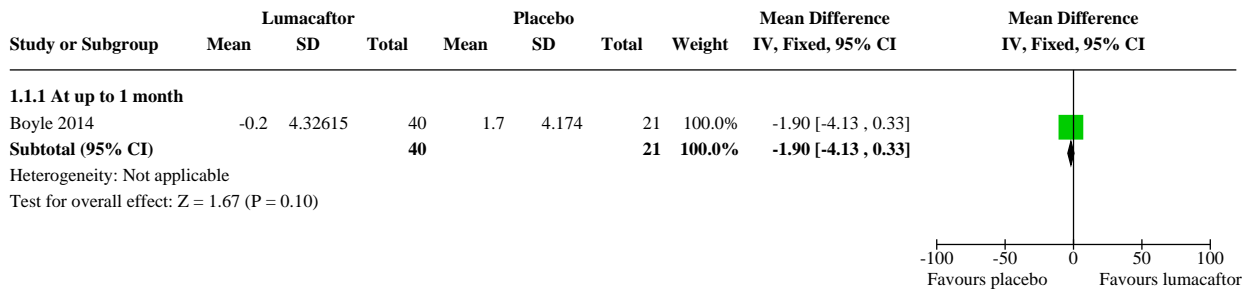 Lumacaftor Placebo Mean Difference Mean Difference
Study or Subgroup Mean SD Total Mean SD Total Weight IV, Fixed, 95% CI IV, Fixed, 95% CI
1.1.1 At up to 1 month
Boyle 2014 -0.2 4.32615 40 1.7 4.174 21 100.0% -1.90 [-4.13 , 0.33]
Subtotal (95% CI) 40 21 100.0% -1.90 [-4.13 , 0.33]
Heterogeneity: Not applicable
Test for overall effect: Z = 1.67 (P = 0.10)
-100 -50 0 50 100
Favours placebo Favours lumacaftor